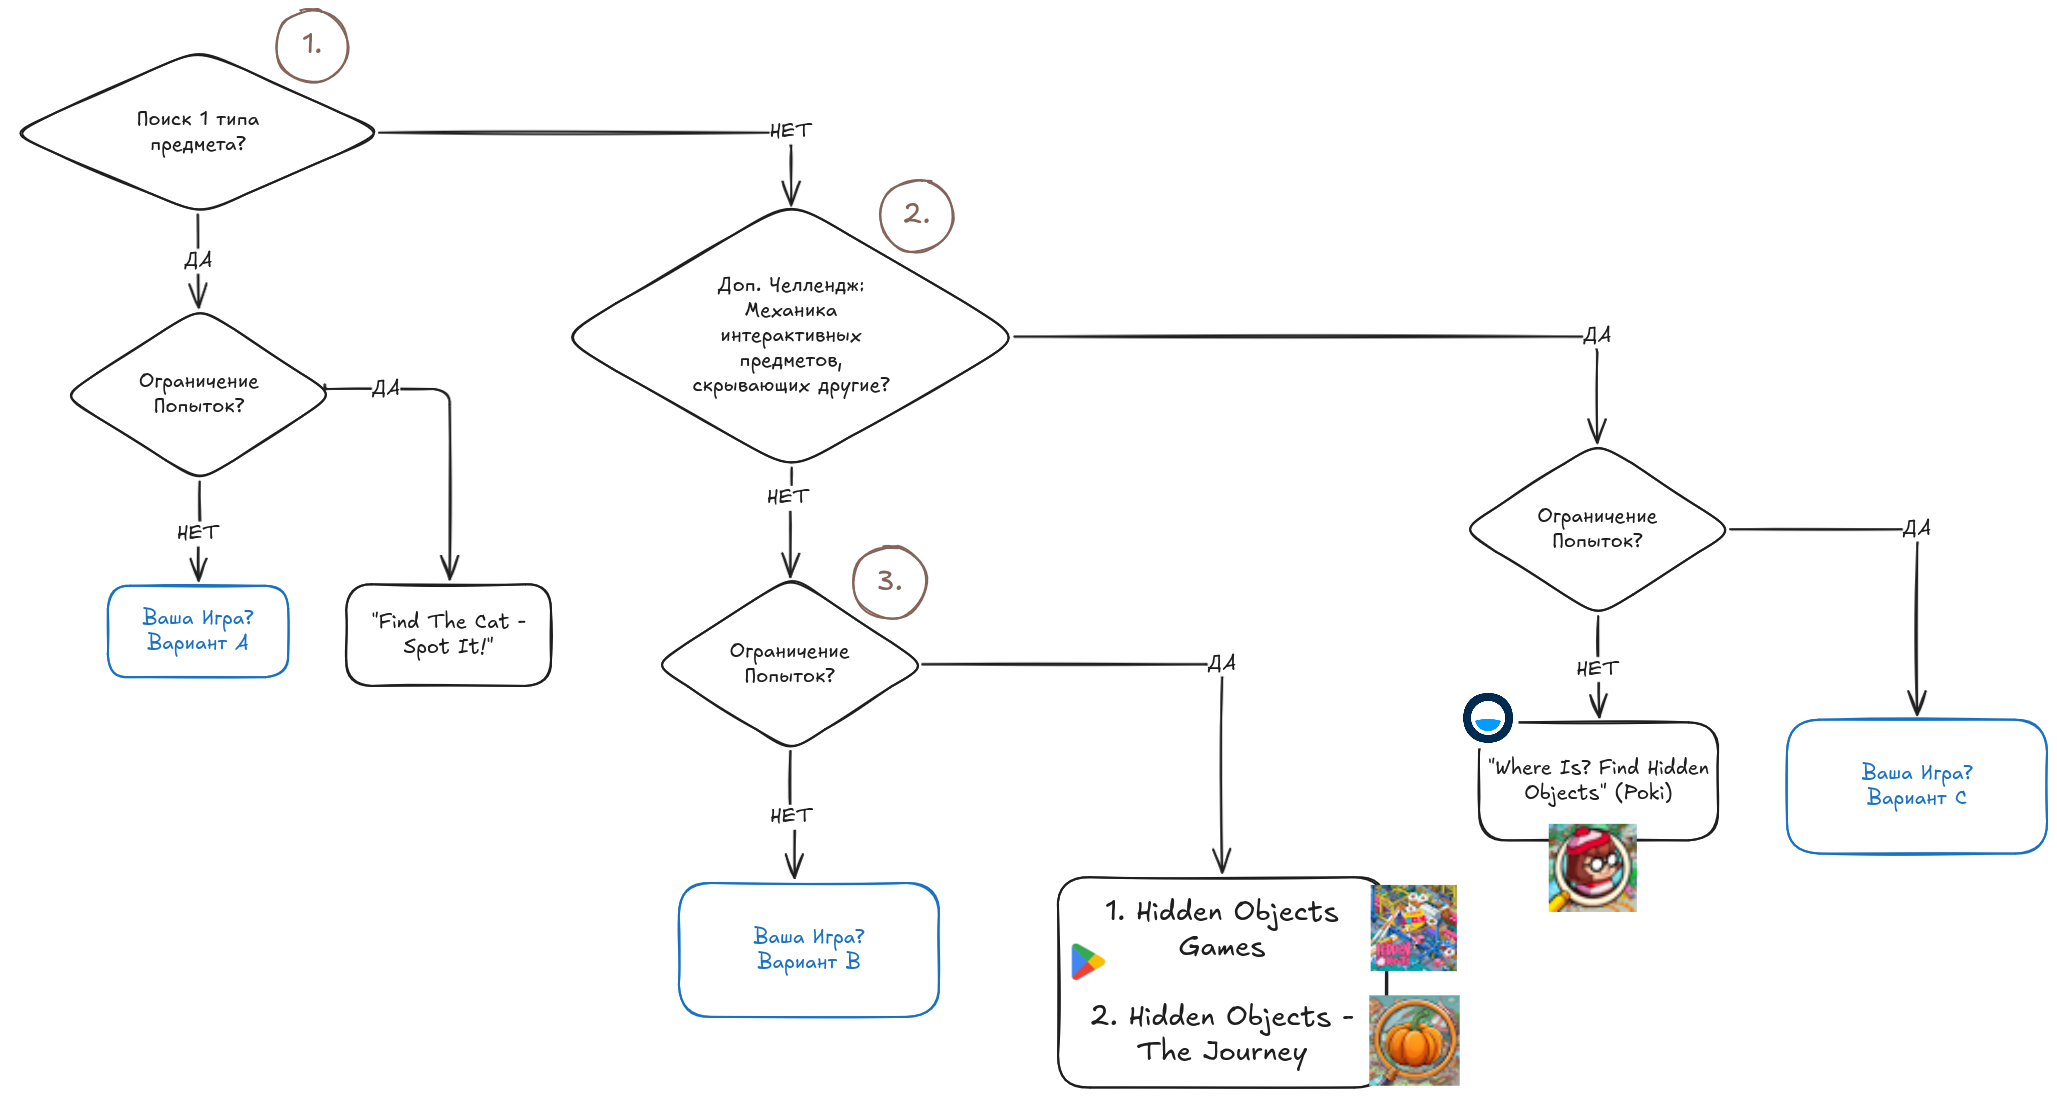 1.
Поиск 1 типа
предмета?
НЕТ
ДА
2.
Доп. Челлендж:
Механика
интерактивных
предметов,
скрывающих другие?
ДА
Ограничение
Попыток?
ДА
НЕТ
"Find The Cat -
Spot It!"
Ваша Игра?
Вариант A
НЕТ
3.
Ограничение
Попыток?
ДА
НЕТ
Ваша Игра?
Вариант B
1. Hidden Objects
Games
2. Hidden Objects -
The Journey
Ограничение
Попыток?
ДА
НЕТ
"Where Is? Find Hidden
Objects" (Poki)
Ваша Игра?
Вариант C